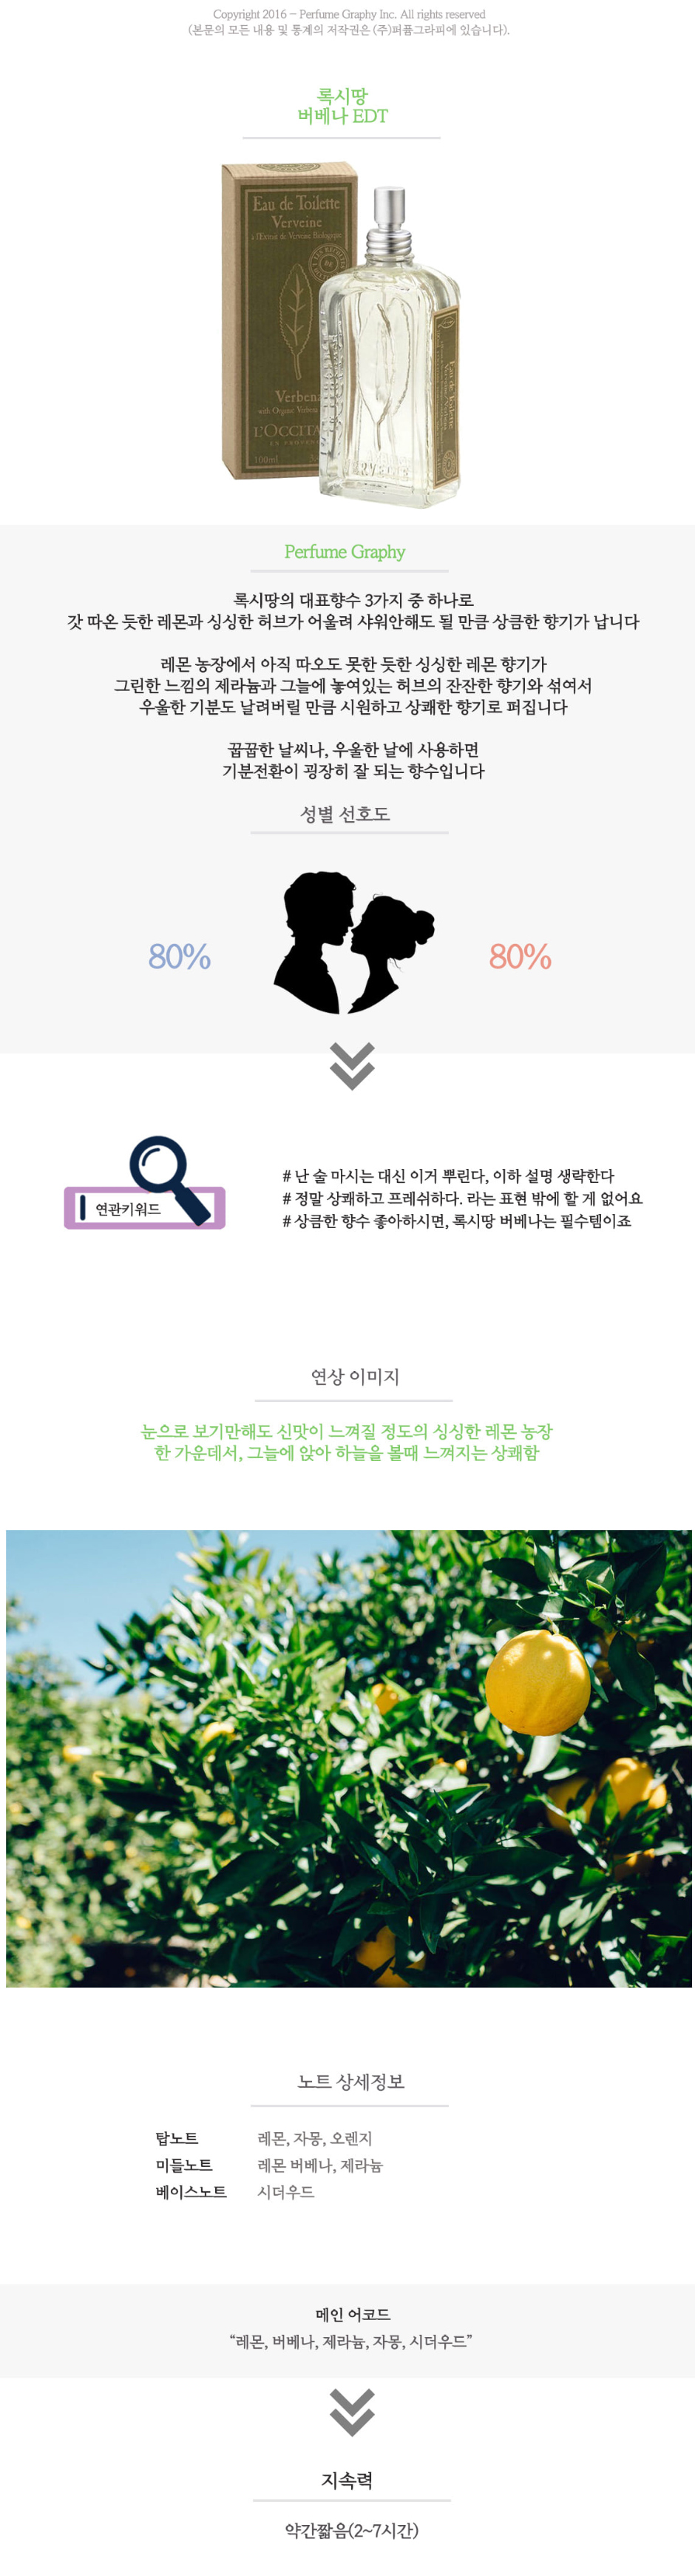 Copyright 2016 - Perfume Graphy Inc. All rights reserved
(본문의 모든 내용 및 통계의 저작권은 (주)퍼퓸그라피에 있습니다).
록시땅
버베나 EDT
Eau de Toilette
Verveine
à l'Extrait de Verveine Biologique
Verbena
with Organic Verbena
L'OCCITA
EN PROVEN
100ml
VERVEINE
Eau de Toilette
Perfume Graphy
록시땅의 대표향수 3가지 중 하나로
갓 따온 듯한 레몬과 싱싱한 허브가 어울려 샤워안해도 될 만큼 상큼한 향기가 납니다
레몬 농장에서 아직 따오도 못한 듯한 싱싱한 레몬 향기가
그린한 느낌의 제라늄과 그늘에 놓여있는 허브의 잔잔한 향기와 섞여서
우울한 기분도 날려버릴 만큼 시원하고 상쾌한 향기로 퍼집니다
꿉꿉한 날씨나, 우울한 날에 사용하면
기분전환이 굉장히 잘 되는 향수입니다
성별 선호도
80%
80%
연관키워드
# 난 술 마시는 대신 이거 뿌린다, 이하 설명 생략한다
# 정말 상쾌하고 프레쉬하다. 라는 표현 밖에 할 게 없어요
# 상큼한 향수 좋아하시면, 록시땅 버베나는 필수템이죠
연상 이미지
눈으로 보기만해도 신맛이 느껴질 정도의 싱싱한 레몬 농장
한 가운데서, 그늘에 앉아 하늘을 볼때 느껴지는 상쾌함
노트 상세정보
탑노트 레몬, 자몽, 오렌지
미들노트 레몬 버베나, 제라늄
베이스노트 시더우드
메인 어코드
“레몬, 버베나, 제라늄, 자몽, 시더우드”
지속력
약간짧음(2~7시간)